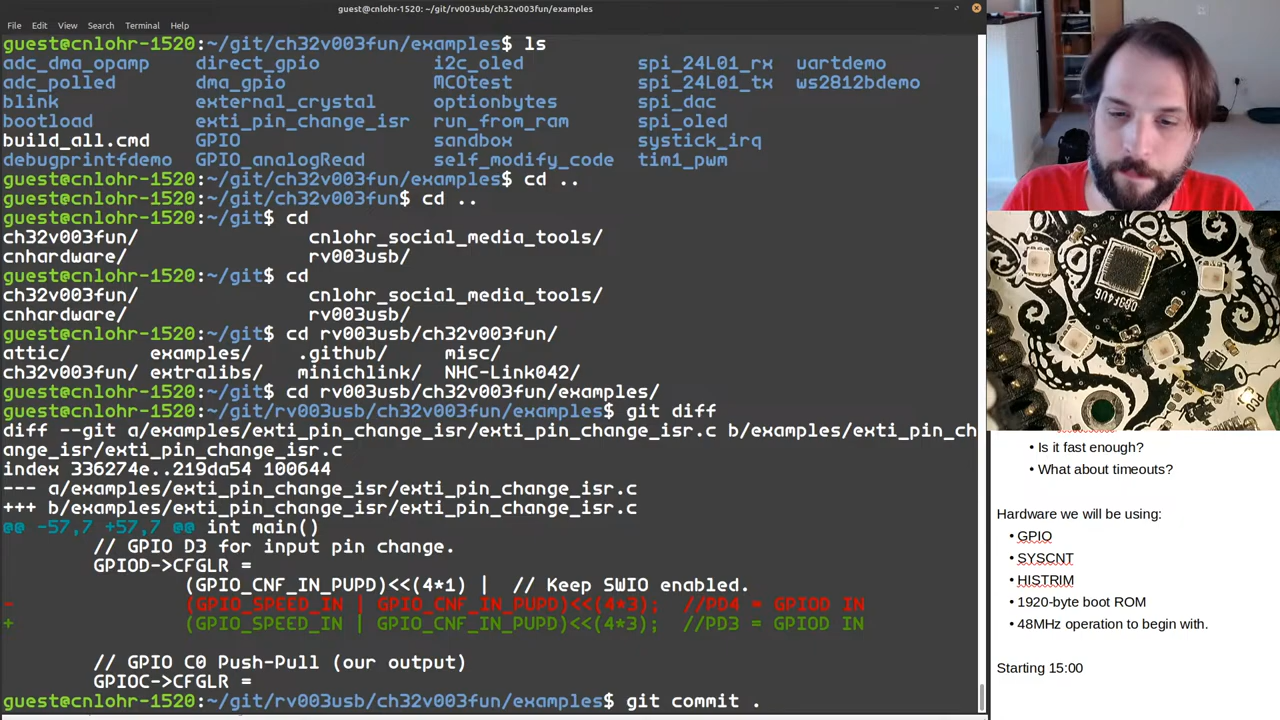 guest@cnlohr-1520: ~/git/rv003usb/ch32v003fun/examples
File Edit View Search Terminal Help
guest@cnlohr-1520:~/git/ch32v003fun/examples$ ls
adc_dma_opamp direct_gpio i2c_oled spi_24L01_rx uartdemo
adc_polled dma_gpio MCOtest spi_24L01_tx ws2812bdemo
blink external_crystal optionbytes spi_dac
bootload exti_pin_change_isr run_from_ram spi_oled
build_all.cmd GPIO sandbox systick_irq
debugprintfdemo GPIO_analogRead self_modify_code tim1_pwm
guest@cnlohr-1520:~/git/ch32v003fun/examples$ cd ..
guest@cnlohr-1520:~/git/ch32v003fun$ cd ..
guest@cnlohr-1520:~/git$ cd
ch32v003fun/ cnlohr_social_media_tools/
cnhardware/ rv003usb/
guest@cnlohr-1520:~/git$ cd
ch32v003fun/ cnlohr_social_media_tools/
cnhardware/ rv003usb/
guest@cnlohr-1520:~/git$ cd rv003usb/ch32v003fun/
attic/ examples/ .github/ misc/
ch32v003fun/ extralibs/ minichlink/ NHC-Link042/
guest@cnlohr-1520:~/git$ cd rv003usb/ch32v003fun/examples/
guest@cnlohr-1520:~/git/rv003usb/ch32v003fun/examples$ git diff
diff --git a/examples/exti_pin_change_isr/exti_pin_change_isr.c b/examples/exti_pin_ch
ange_isr/exti_pin_change_isr.c
index 336274e..219da54 100644
--- a/examples/exti_pin_change_isr/exti_pin_change_isr.c
+++ b/examples/exti_pin_change_isr/exti_pin_change_isr.c
@@ -57,7 +57,7 @@ int main()
// GPIO D3 for input pin change.
GPIOD->CFGLR =
(GPIO_CNF_IN_PUPD)<<(4*1) | // Keep SWIO enabled.
- (GPIO_SPEED_IN | GPIO_CNF_IN_PUPD)<<(4*3); //PD4 = GPIOD IN
+ (GPIO_SPEED_IN | GPIO_CNF_IN_PUPD)<<(4*3); //PD3 = GPIOD IN
// GPIO C0 Push-Pull (our output)
GPIOC->CFGLR =
guest@cnlohr-1520:~/git/rv003usb/ch32v003fun/examples$ git commit .
• Is it fast enough?
• What about timeouts?
Hardware we will be using:
• GPIO
• SYSCNT
• HISTRIM
• 1920-byte boot ROM
• 48MHz operation to begin with.
Starting 15:00